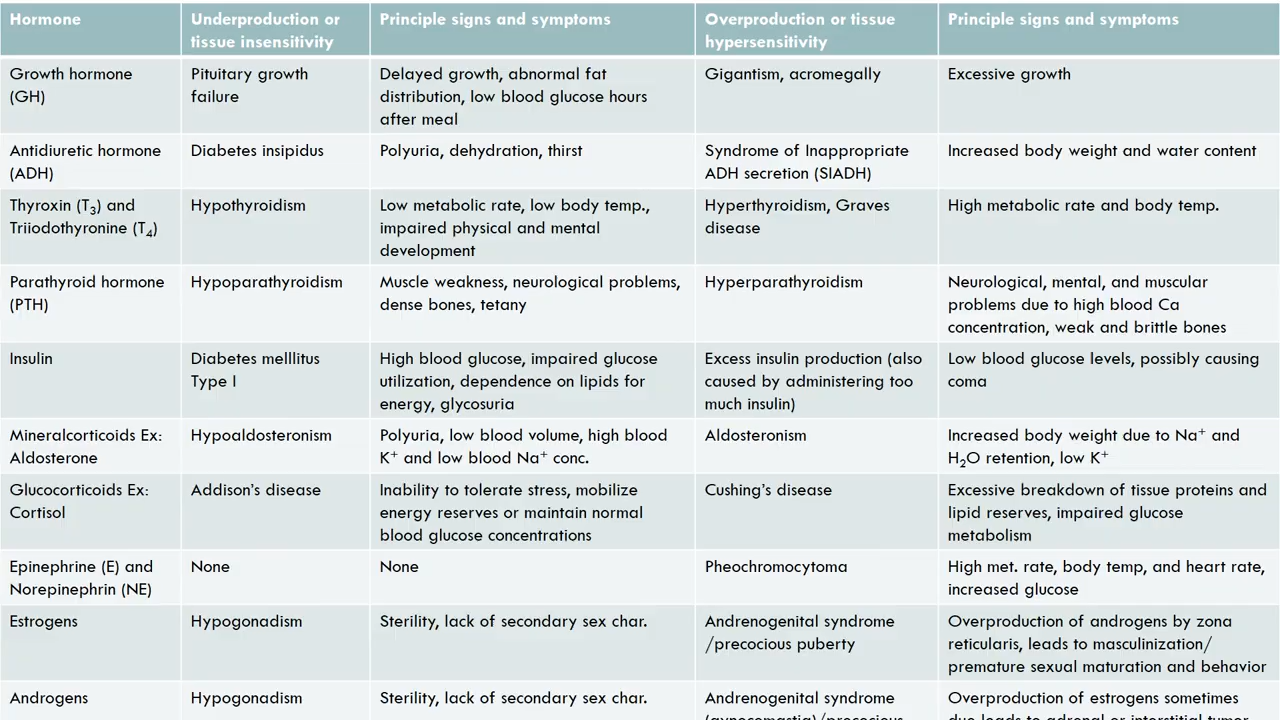 Hormone
Underproduction or
tissue insensitivity
Principle signs and symptoms
Overproduction or tissue
hypersensitivity
Principle signs and symptoms
Growth hormone
(GH)
Pituitary growth
failure
Delayed growth, abnormal fat
distribution, low blood glucose hours
after meal
Gigantism, acromegally
Excessive growth
Antidiuretic hormone
(ADH)
Diabetes insipidus
Polyuria, dehydration, thirst
Syndrome of Inappropriate
ADH secretion (SIADH)
Increased body weight and water content
Thyroxin (T3) and
Triiodothyronine (T4)
Hypothyroidism
Low metabolic rate, low body temp.,
impaired physical and mental
development
Hyperthyroidism, Graves
disease
High metabolic rate and body temp.
Parathyroid hormone
(PTH)
Hypoparathyroidism
Muscle weakness, neurological problems,
dense bones, tetany
Hyperparathyroidism
Neurological, mental, and muscular
problems due to high blood Ca
concentration, weak and brittle bones
Insulin
Diabetes melllitus
Type I
High blood glucose, impaired glucose
utilization, dependence on lipids for
energy, glycosuria
Excess insulin production (also
caused by administering too
much insulin)
Low blood glucose levels, possibly causing
coma
Mineralcorticoids Ex:
Aldosterone
Hypoaldosteronism
Polyuria, low blood volume, high blood
K+ and low blood Na+ conc.
Aldosteronism
Increased body weight due to Na+ and
H2O retention, low K+
Glucocorticoids Ex:
Cortisol
Addison's disease
Inability to tolerate stress, mobilize
energy reserves or maintain normal
blood glucose concentrations
Cushing's disease
Excessive breakdown of tissue proteins and
lipid reserves, impaired glucose
metabolism
Epinephrine (E) and
Norepinephrin (NE)
None
None
Pheochromocytoma
High met. rate, body temp, and heart rate,
increased glucose
Estrogens
Hypogonadism
Sterility, lack of secondary sex char.
Andrenogenital syndrome
/precocious puberty
Overproduction of androgens by zona
reticularis, leads to masculinization/
premature sexual maturation and behavior
Androgens
Hypogonadism
Sterility, lack of secondary sex char.
Andrenogenital syndrome
(gynecomastia)/precocious
Overproduction of estrogens sometimes
due leads to adrenal or interstitial tumor